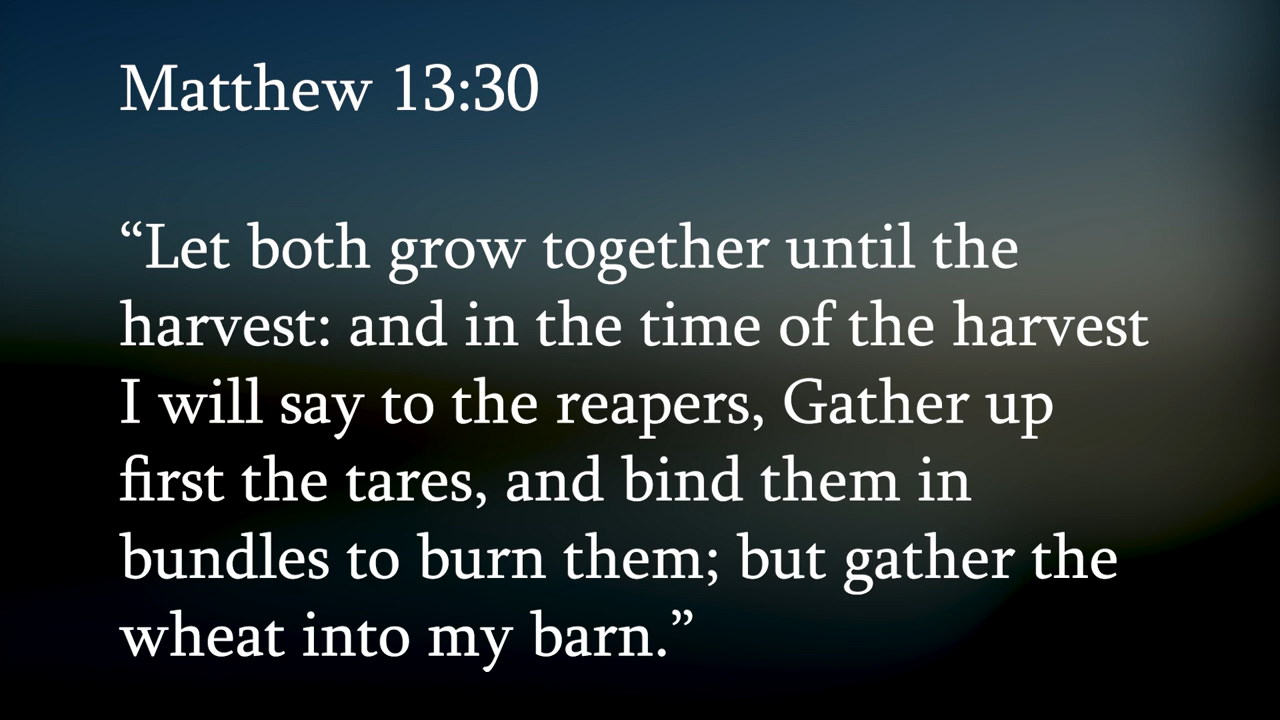 Matthew 13:30
“Let both grow together until the
harvest: and in the time of the harvest
I will say to the reapers, Gather up
first the tares, and bind them in
bundles to burn them; but gather the
wheat into my barn.”